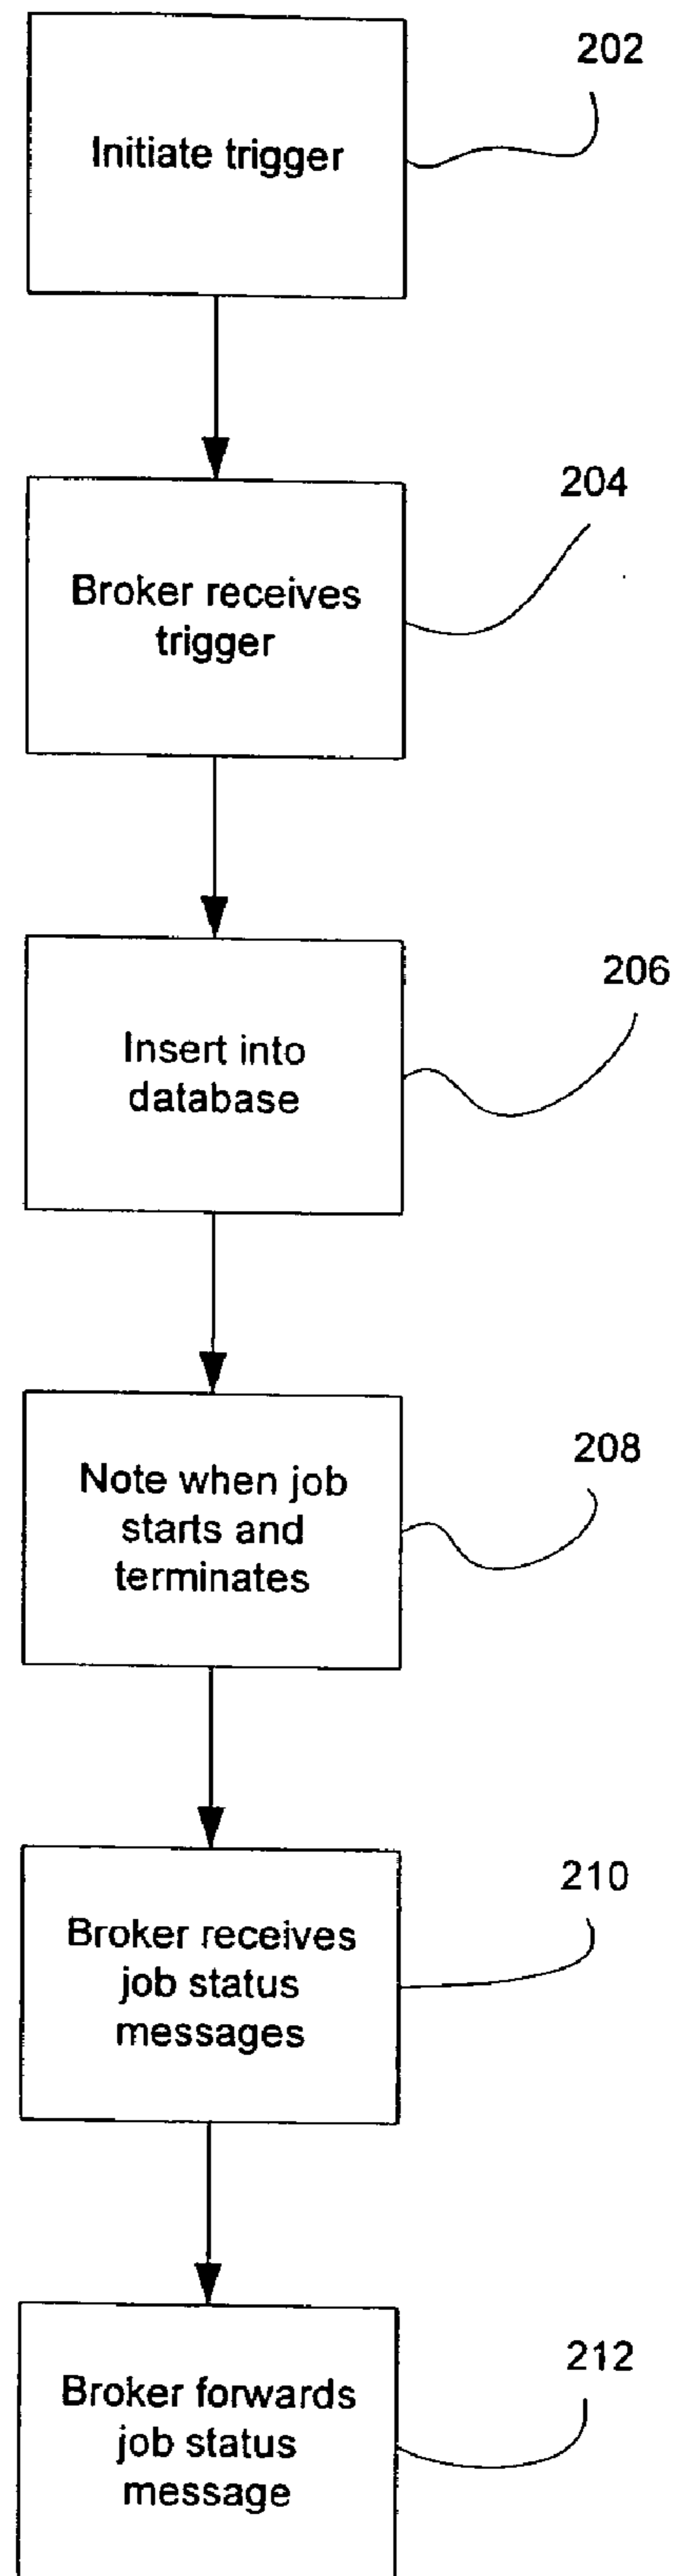 202
Initiate trigger
204
Broker receives
trigger
206
Insert into
database
208
Note when job
starts and
terminates
210
Broker receives
job status
messages
212
Broker forwards
job status
message